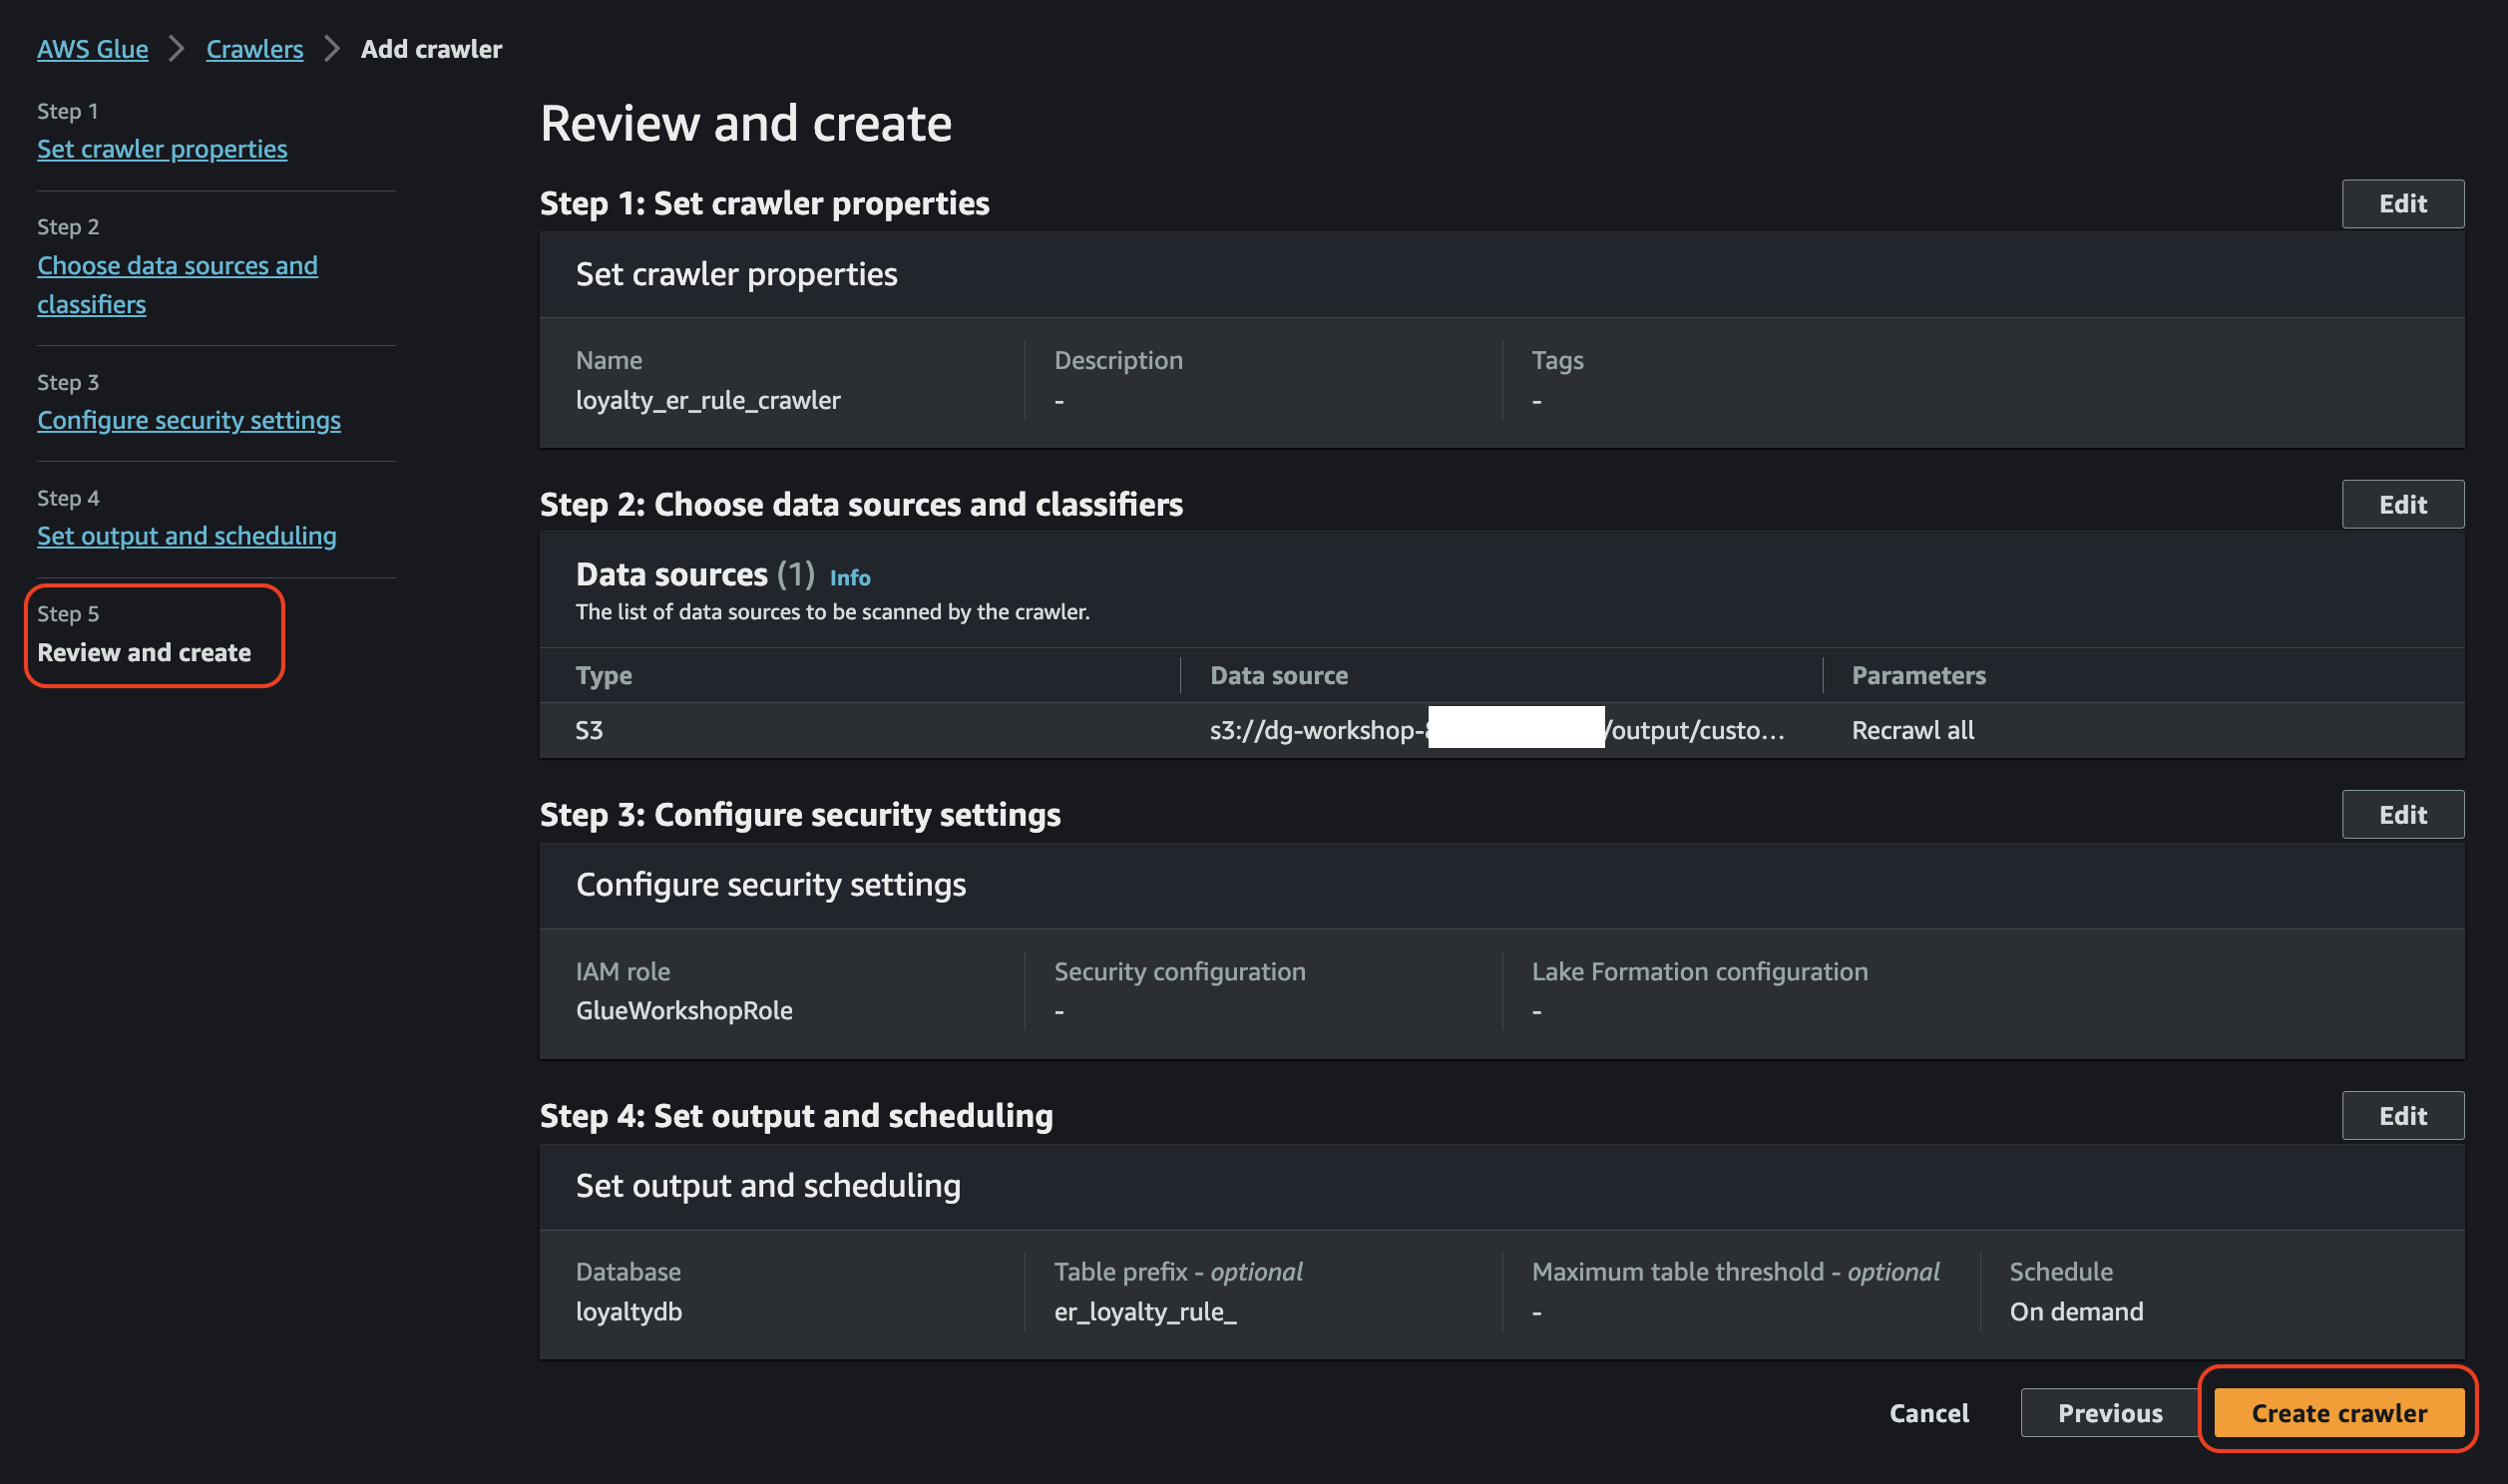 AWS Glue > Crawlers > Add crawler
Step 1
Set crawler properties
Step 2
Choose data sources and
classifiers
Step 3
Configure security settings
Step 4
Set output and scheduling
Step 5
Review and create
Review and create
Step 1: Set crawler properties
Edit
Set crawler properties
Name
loyalty_er_rule_crawler
Description
-
Tags
-
Step 2: Choose data sources and classifiers
Edit
Data sources (1) Info
The list of data sources to be scanned by the crawler.
Type
Data source
Parameters
S3
s3://dg-workshop- /output/custo…
Recrawl all
Step 3: Configure security settings
Edit
Configure security settings
IAM role
GlueWorkshopRole
Security configuration
-
Lake Formation configuration
-
Step 4: Set output and scheduling
Edit
Set output and scheduling
Database
loyaltydb
Table prefix - optional
er_loyalty_rule_
Maximum table threshold - optional
-
Schedule
On demand
Cancel
Previous
Create crawler